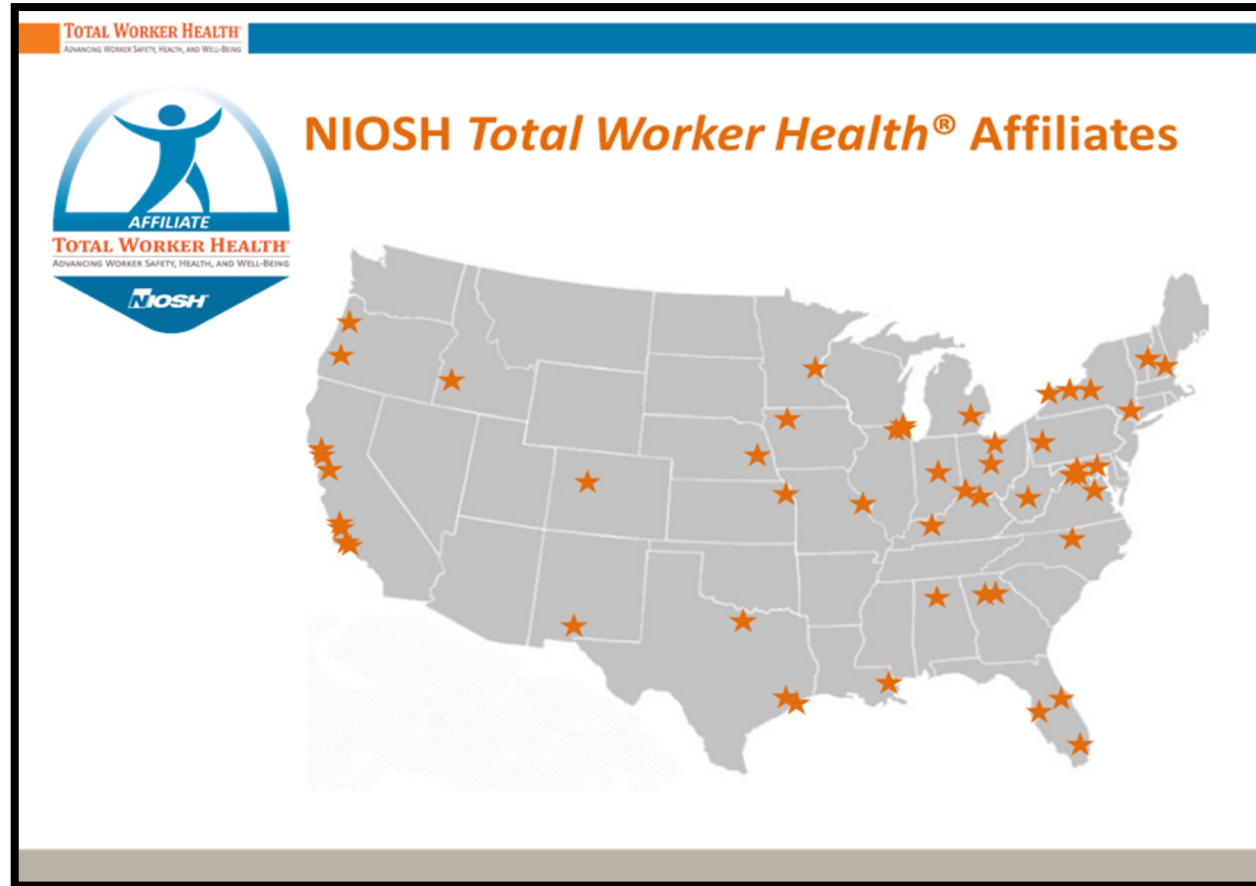 TOTAL WORKER HEALTH®
ADVANCING WORKER SAFETY, HEALTH, AND WELL-BEING
NIOSH Total Worker Health® Affiliates
AFFILIATE
TOTAL WORKER HEALTH®
ADVANCING WORKER SAFETY, HEALTH, AND WELL-BEING
NIOSH